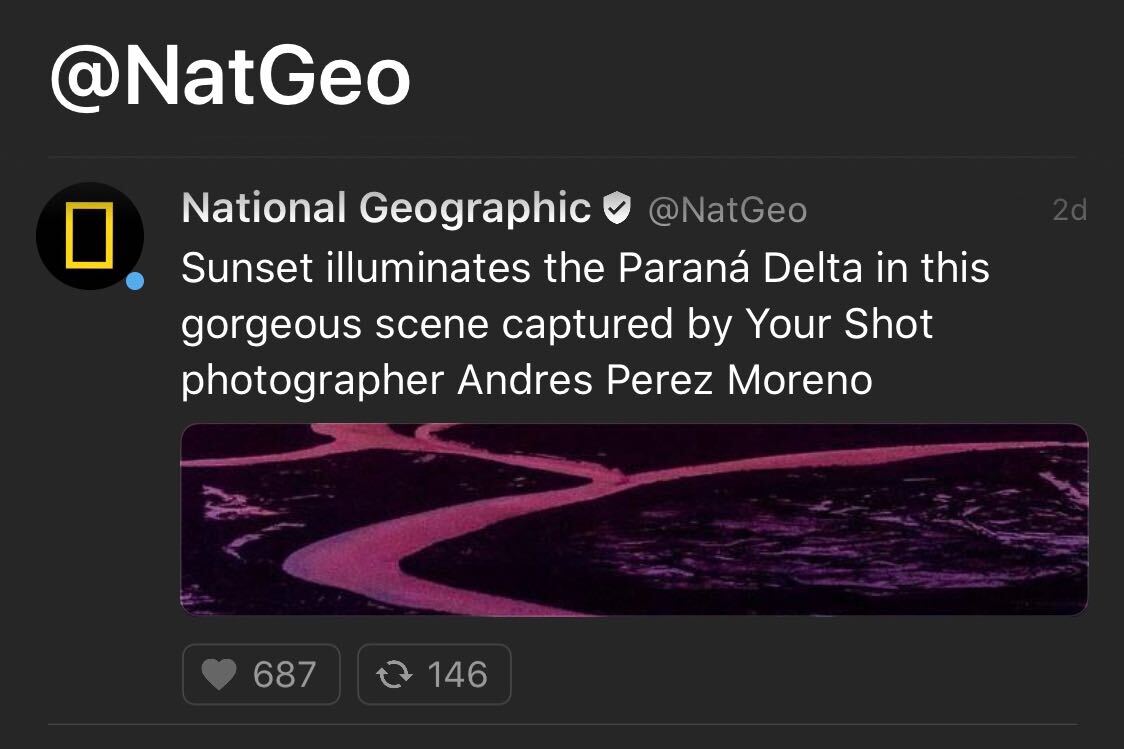 @NatGeo
National Geographic @NatGeo 2d
Sunset illuminates the Paraná Delta in this
gorgeous scene captured by Your Shot
photographer Andres Perez Moreno
687 146